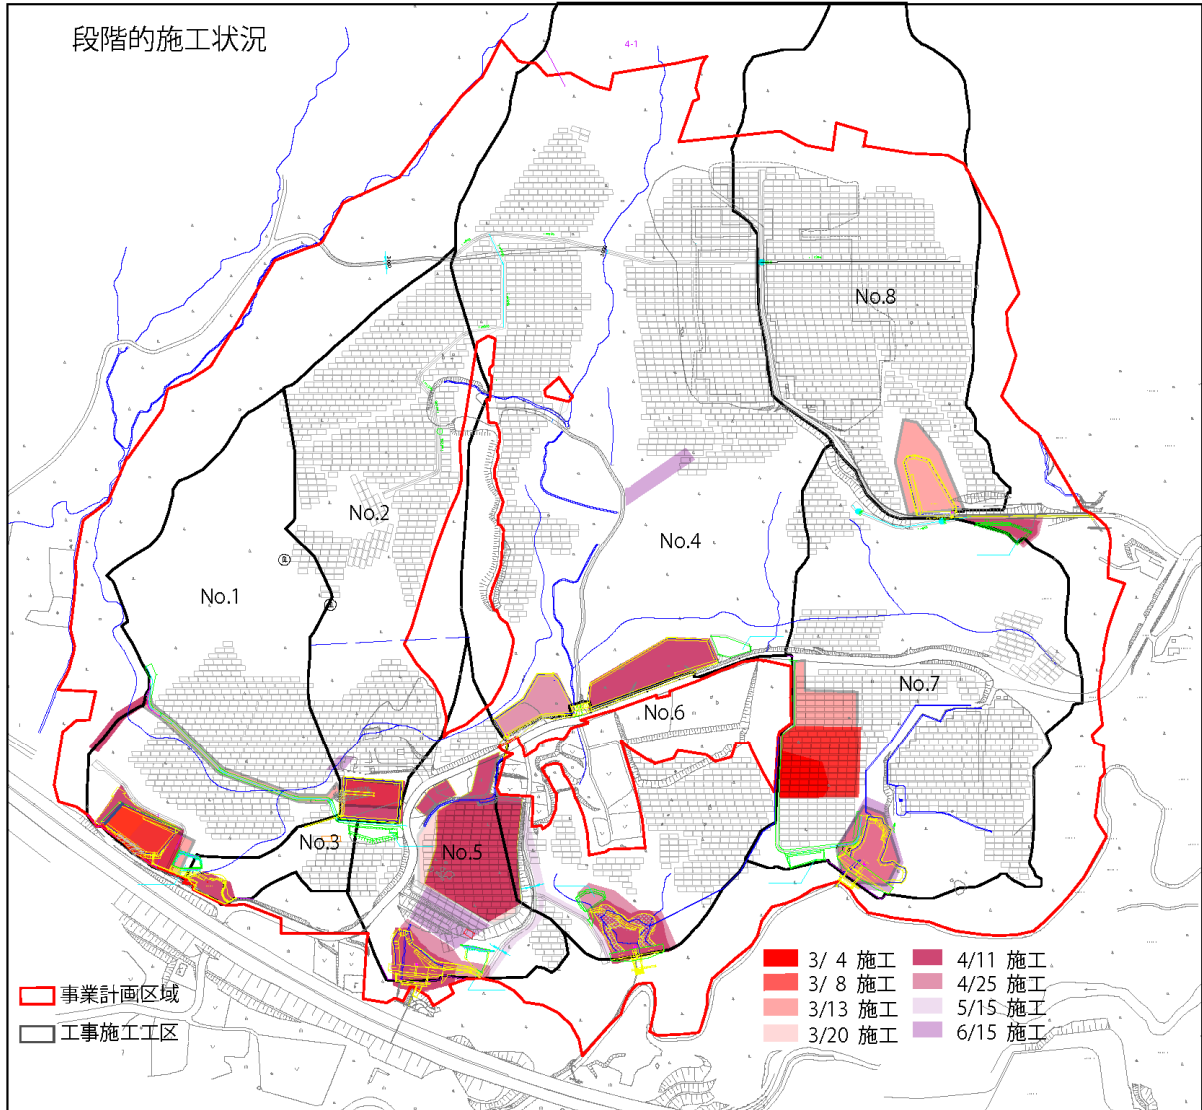 段階的施工状況
4-1
No.8
No.2
No.4
No.1
No.7
No.6
No.3
No.5
3/ 4 施工
3/ 8 施工
3/13 施工
3/20 施工
4/11 施工
4/25 施工
5/15 施工
6/15 施工
事業計画区域
工事施工工区